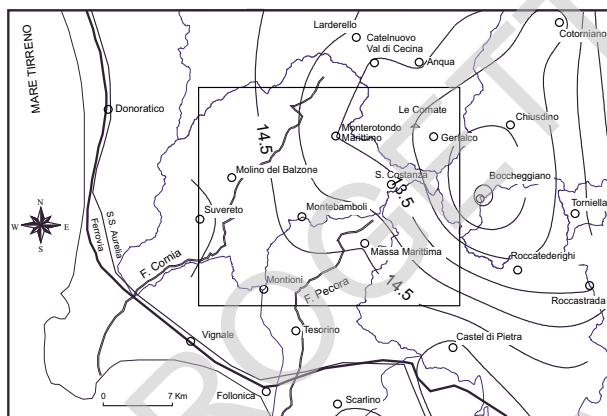 Larderello
Catelnuovo
Val di Cecina
Anqua
Cotorniano
MARE TIRRENO
Donoratico
Le Cornate
Chiusdino
14.5
Monterotondo
Marittimo
Gerfalco
Molino del Balzone
S. Costanza
13.5
Boccheggiano
N
W
E
S
Suvereto
Montebamboli
Torniella
S.S. Aurelia
Ferrovia
F. Cornia
Massa Marittima
Roccatederighi
Montioni
F. Pecora
14.5
Roccastrada
Vignale
Tesorino
Castel di Pietra
0
7 Km
Follonica
Scarlino